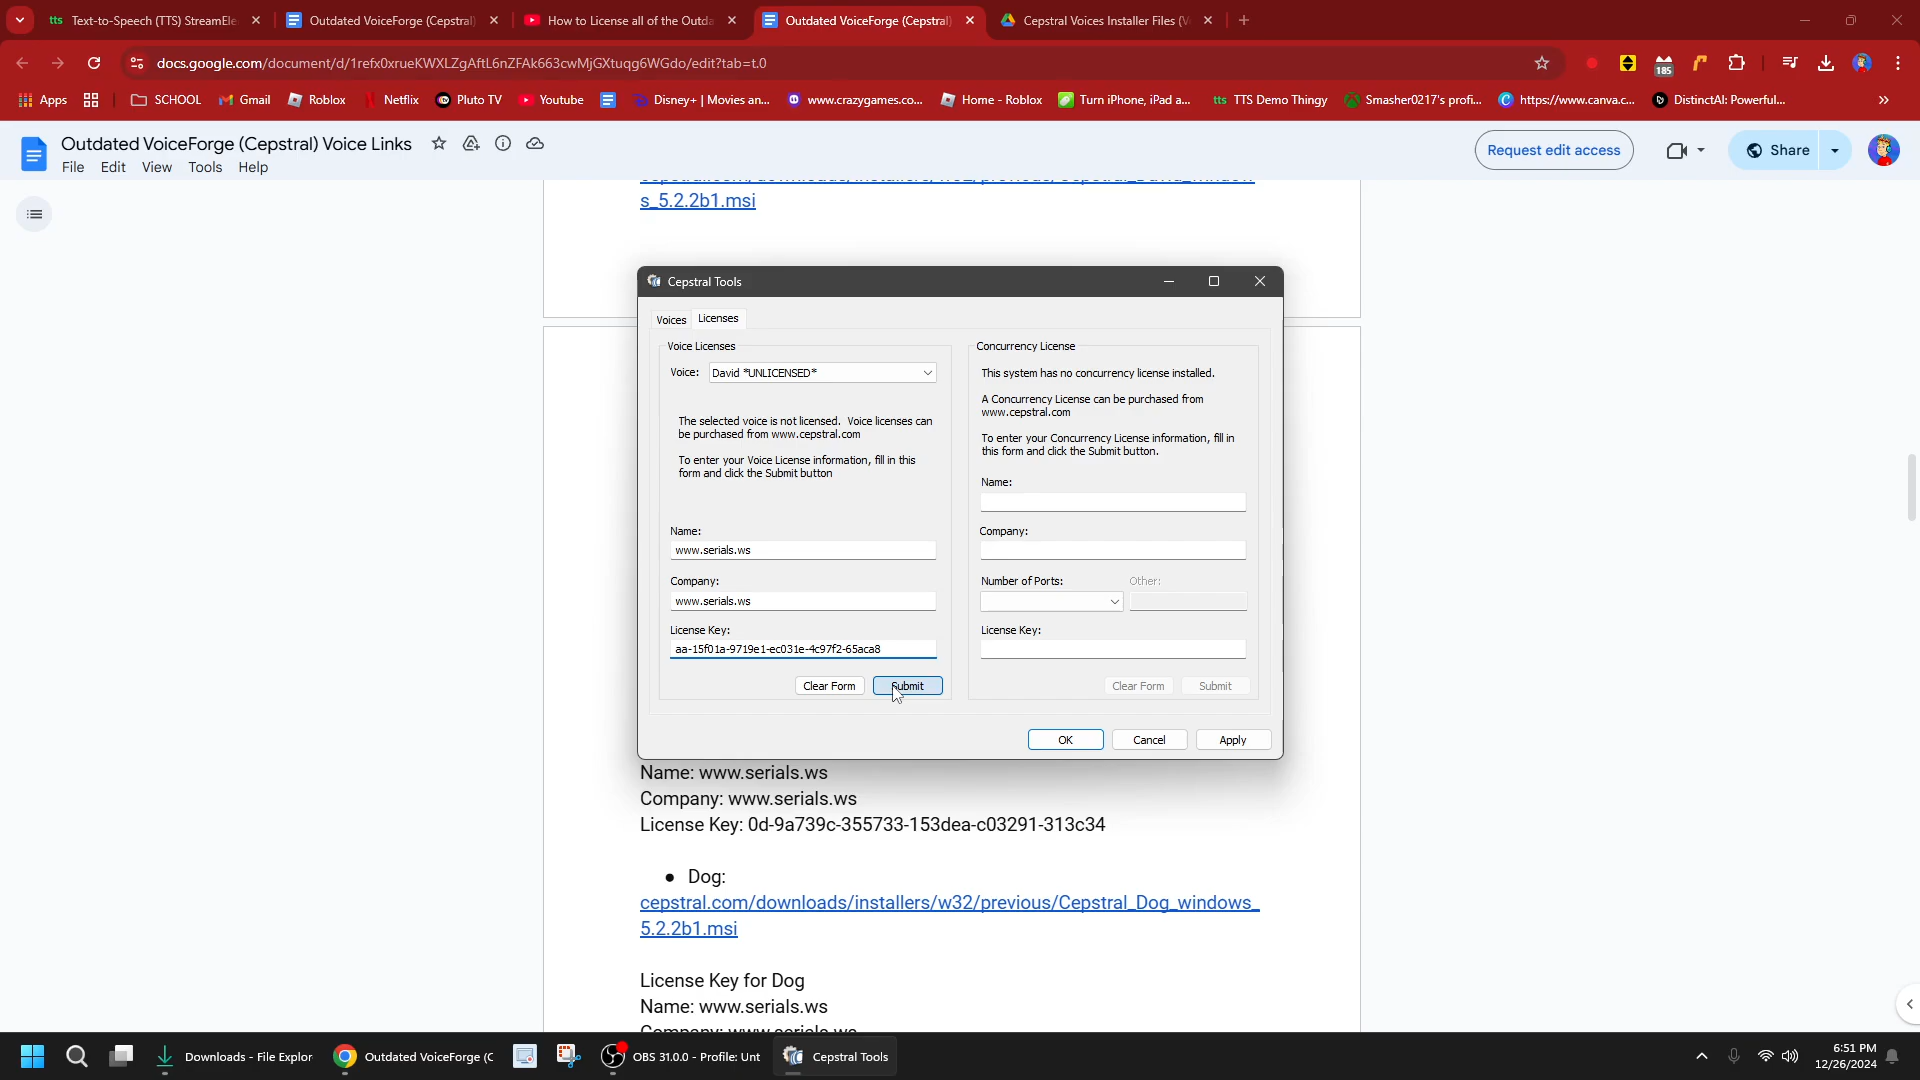 Text-to-Speech (TTS) StreamEle
Outdated VoiceForge (Cepstral)
How to License all of the Outda
Outdated VoiceForge (Cepstral)
Cepstral Voices Installer Files (V
docs.google.com/document/d/1refx0xrueKWXLZgAftL6nZFAk663cwMjGXtuqg6WGdo/edit?tab=t.0
185
Apps
SCHOOL
Gmail
Roblox
Netflix
Pluto TV
Youtube
Disney+ | Movies an...
www.crazygames.co...
Home - Roblox
Turn iPhone, iPad a...
TTS Demo Thingy
Smasher0217's profi...
https://www.canva.c...
DistinctAI: Powerful...
Outdated VoiceForge (Cepstral) Voice Links
File Edit View Tools Help
Request edit access
Share
s_5.2.2b1.msi
Cepstral Tools
Voices
Licenses
Voice Licenses
Voice: David *UNLICENSED*
The selected voice is not licensed. Voice licenses can
be purchased from www.cepstral.com
To enter your Voice License information, fill in this
form and click the Submit button
Name:
www.serials.ws
Company:
www.serials.ws
License Key:
aa-15f01a-9719e1-ec031e-4c97f2-65aca8
Clear Form
Submit
Concurrency License
This system has no concurrency license installed.
A Concurrency License can be purchased from
www.cepstral.com
To enter your Concurrency License information, fill in
this form and click the Submit button.
Name:
Company:
Number of Ports:
Other:
License Key:
Clear Form
Submit
OK
Cancel
Apply
Name: www.serials.ws
Company: www.serials.ws
License Key: 0d-9a739c-355733-153dea-c03291-313c34
● Dog:
cepstral.com/downloads/installers/w32/previous/Cepstral_Dog_windows_
5.2.2b1.msi
License Key for Dog
Name: www.serials.ws
Company: www.serials.ws
Downloads - File Explor
Outdated VoiceForge (C
OBS 31.0.0 - Profile: Unt
Cepstral Tools
6:51 PM
12/26/2024